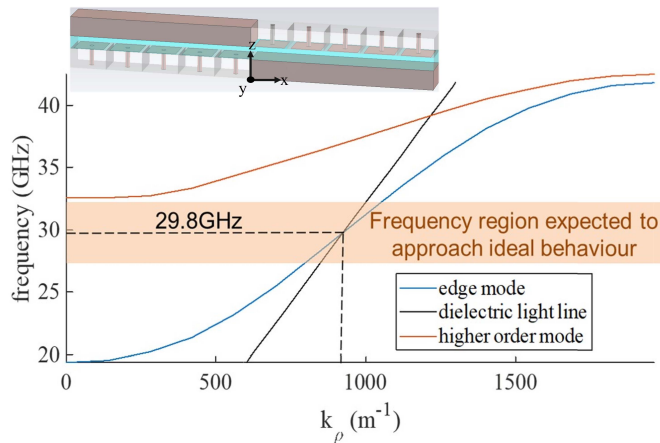 z
y
x
40
35
30
25
20
frequency (GHz)
29.8GHz
Frequency region expected to
approach ideal behaviour
edge mode
dielectric light line
higher order mode
0
500
1000
1500
k_ρ (m⁻¹)